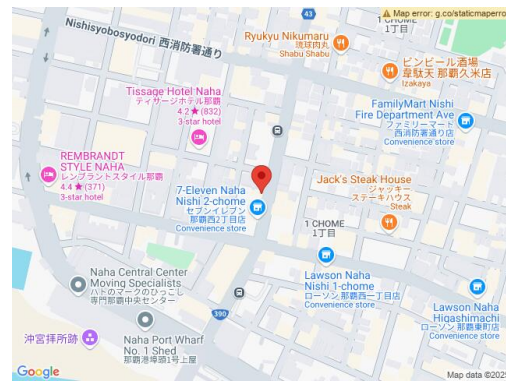 43
Map error: g.co/staticmaperro
Nishisyobosyodori 西消防署通り
1 CHOME
1丁目
Ryukyu Nikumaru
琉球肉丸
Shabu Shabu
ビンビール酒場
韋駄天 那覇久米店
Izakaya
Tissage Hotel Naha
ティサージホテル那覇
4.2★(832)
3-star hotel
FamilyMart Nishi
Fire Department Ave
ファミリーマート
西消防署通り店
Convenience store
REMBRANDT
STYLE NAHA
レンブラントスタイル那覇
4.4★(371)
3-star hotel
7-Eleven Naha
Nishi 2-chome
セブンイレブン
那覇西2丁目店
Convenience store
Jack's Steak House
ジャッキー
ステーキハウス
Steak
1 CHOME
1丁目
Naha Central Center
Moving Specialists
ハトのマークのひっこし
専門那覇中央センター
Lawson Naha
Nishi 1-chome
ローソン 那覇西一丁目店
Convenience store
390
沖宮拝所跡
Naha Port Wharf
No. 1 Shed
那覇港埠頭1号上屋
Lawson Naha
Higashimachi
ローソン 那覇東町店
Convenience store
Google
Map data ©2025